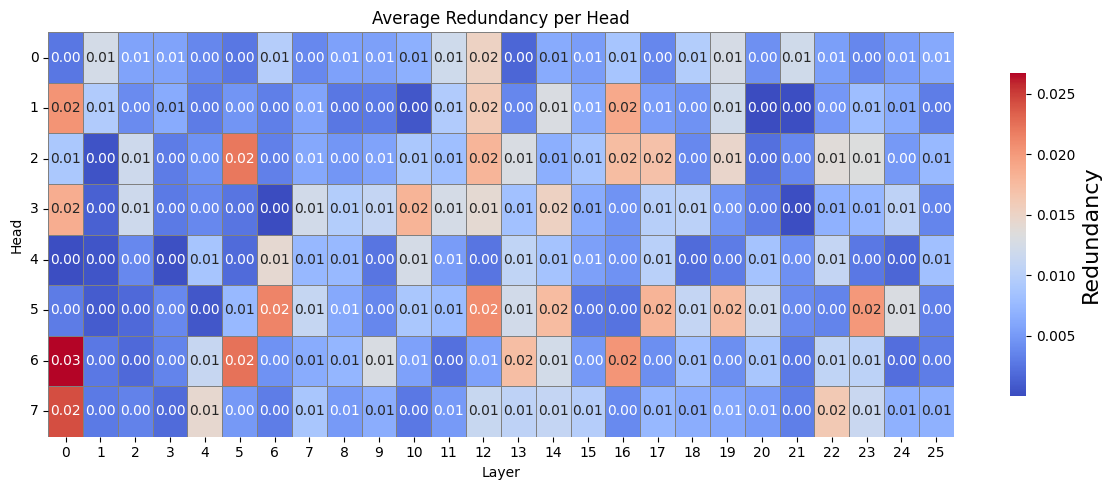 Average Redundancy per Head
0 0.00 0.01 0.01 0.01 0.00 0.00 0.01 0.00 0.01 0.01 0.01 0.01 0.02 0.00 0.01 0.01 0.01 0.00 0.01 0.01 0.00 0.01 0.01 0.00 0.01 0.01
1 0.02 0.01 0.00 0.01 0.00 0.00 0.00 0.01 0.00 0.00 0.00 0.01 0.02 0.00 0.01 0.01 0.02 0.01 0.00 0.01 0.00 0.00 0.00 0.01 0.01 0.00
2 0.01 0.00 0.01 0.00 0.00 0.02 0.00 0.01 0.00 0.01 0.01 0.01 0.02 0.01 0.01 0.01 0.02 0.02 0.00 0.01 0.00 0.00 0.01 0.01 0.00 0.01
3 0.02 0.00 0.01 0.00 0.00 0.00 0.00 0.01 0.01 0.01 0.02 0.01 0.01 0.01 0.02 0.01 0.00 0.01 0.01 0.00 0.00 0.00 0.01 0.01 0.01 0.00
4 0.00 0.00 0.00 0.00 0.01 0.00 0.01 0.01 0.01 0.00 0.01 0.01 0.00 0.01 0.01 0.01 0.00 0.01 0.00 0.00 0.01 0.00 0.01 0.00 0.00 0.01
5 0.00 0.00 0.00 0.00 0.00 0.01 0.02 0.01 0.01 0.00 0.01 0.01 0.02 0.01 0.02 0.00 0.00 0.02 0.01 0.02 0.01 0.00 0.00 0.02 0.01 0.00
6 0.03 0.00 0.00 0.00 0.01 0.02 0.00 0.01 0.01 0.01 0.01 0.00 0.01 0.02 0.01 0.00 0.02 0.00 0.01 0.00 0.01 0.00 0.01 0.01 0.00 0.00
7 0.02 0.00 0.00 0.00 0.01 0.00 0.00 0.01 0.01 0.01 0.00 0.01 0.01 0.01 0.01 0.01 0.00 0.01 0.01 0.01 0.01 0.00 0.02 0.01 0.01 0.01
0 1 2 3 4 5 6 7 8 9 10 11 12 13 14 15 16 17 18 19 20 21 22 23 24 25
Layer
Head
0.025
0.020
0.015
0.010
0.005
Redundancy